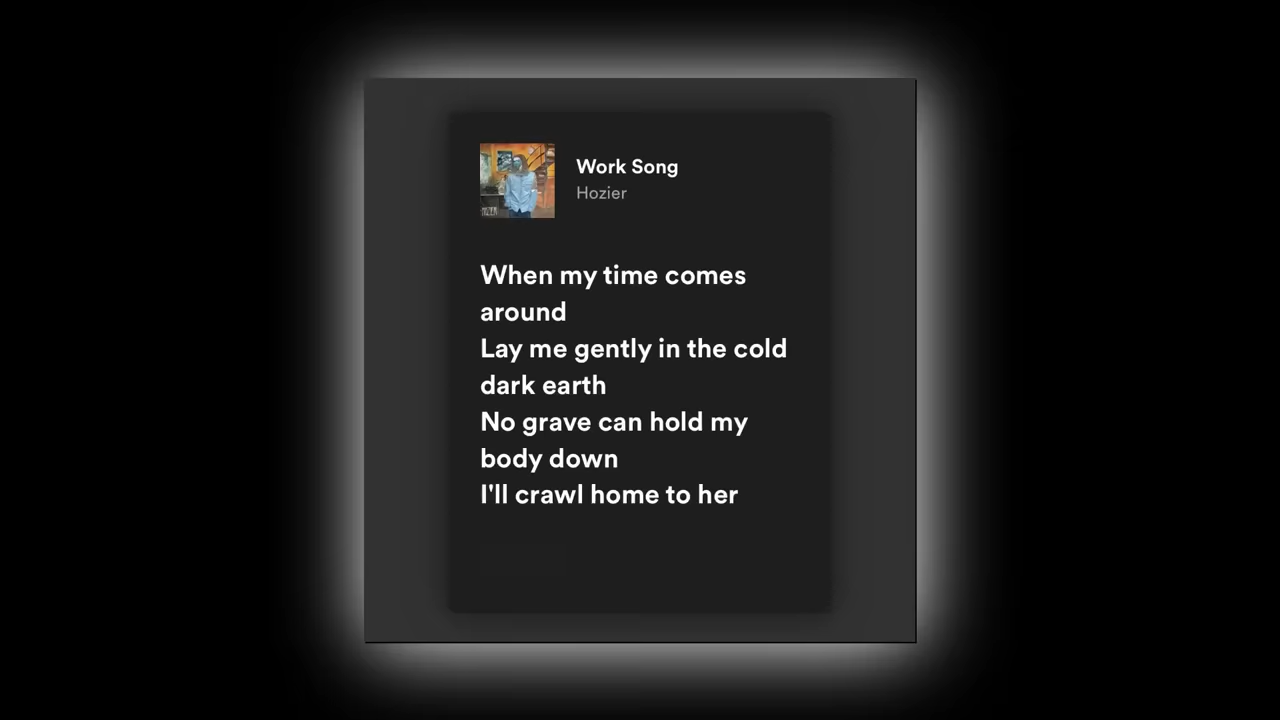 Work Song
Hozier
When my time comes
around
Lay me gently in the cold
dark earth
No grave can hold my
body down
I'll crawl home to her